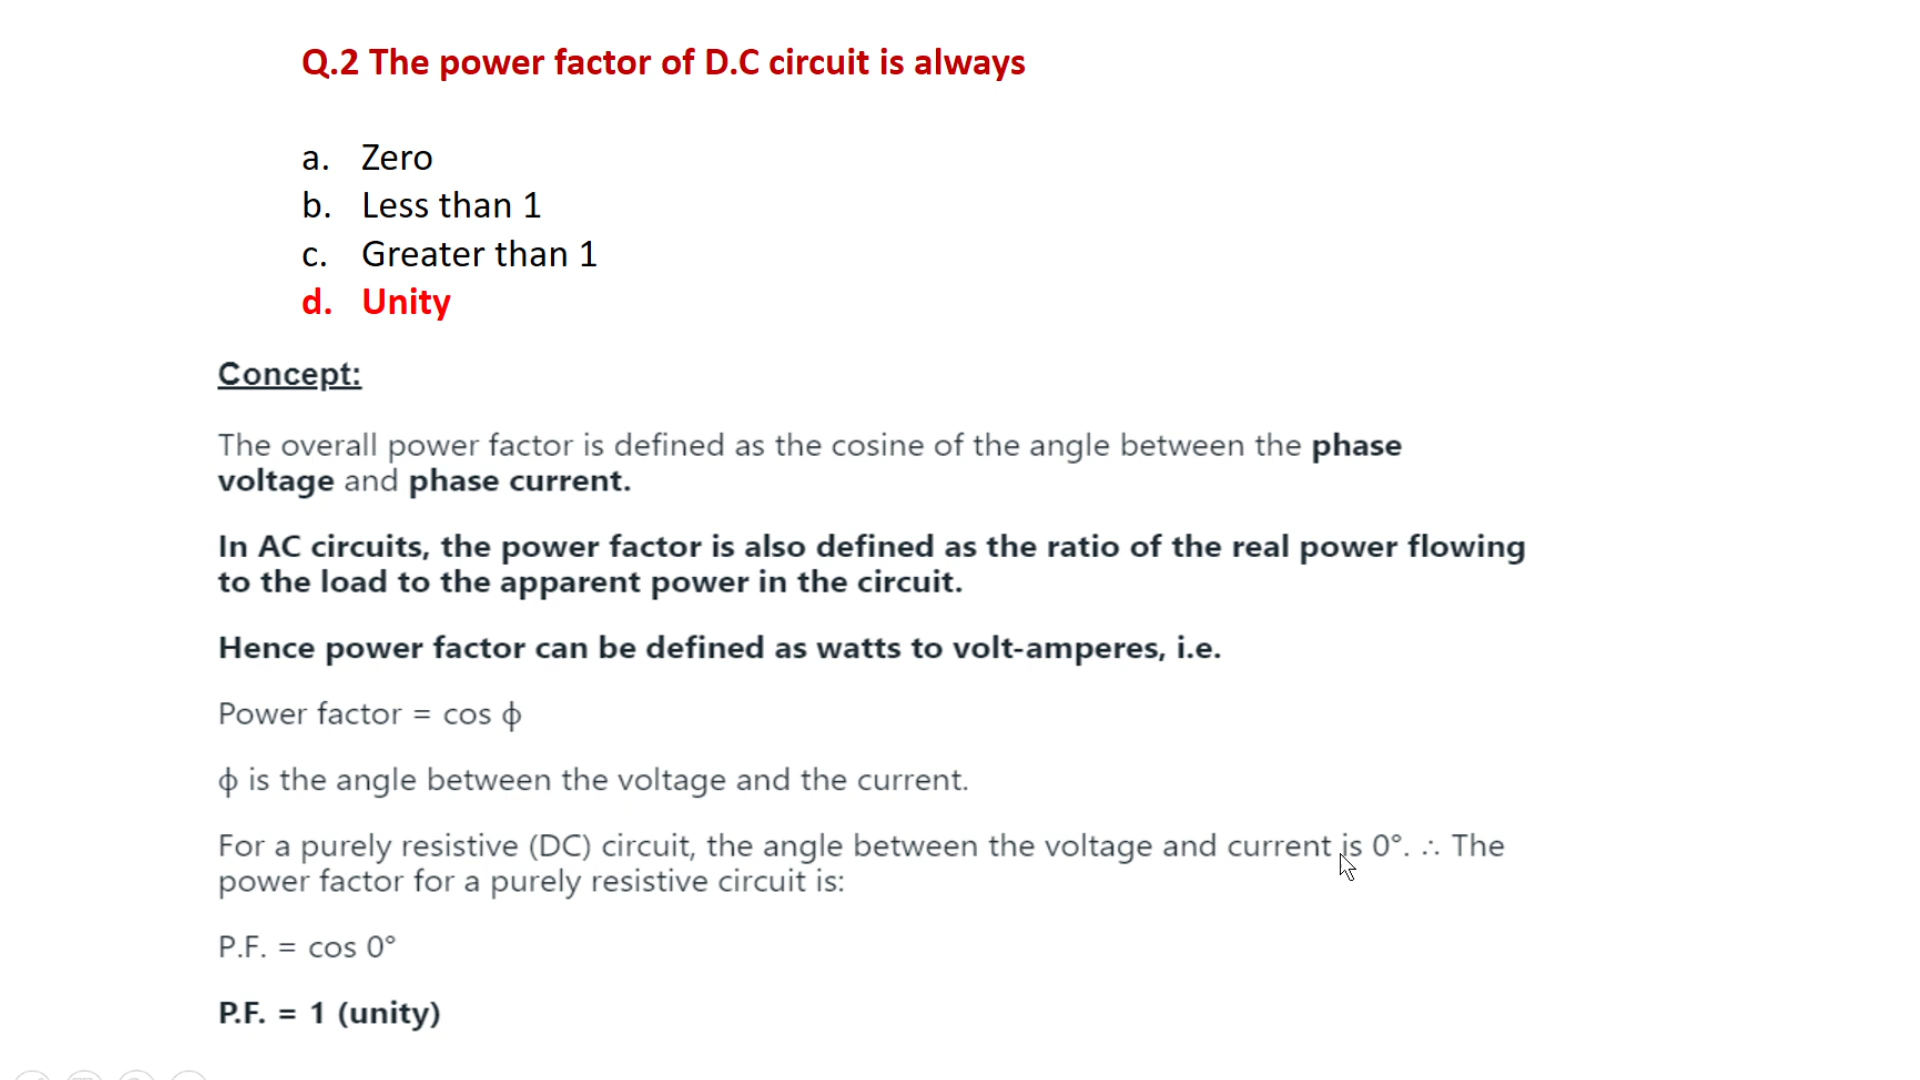 Q.2 The power factor of D.C circuit is always
a. Zero
b. Less than 1
c. Greater than 1
d. Unity
Concept:
The overall power factor is defined as the cosine of the angle between the phase
voltage and phase current.
In AC circuits, the power factor is also defined as the ratio of the real power flowing
to the load to the apparent power in the circuit.
Hence power factor can be defined as watts to volt-amperes, i.e.
Power factor = cos ϕ
ϕ is the angle between the voltage and the current.
For a purely resistive (DC) circuit, the angle between the voltage and current is 0°. ∴ The
power factor for a purely resistive circuit is:
P.F. = cos 0°
P.F. = 1 (unity)